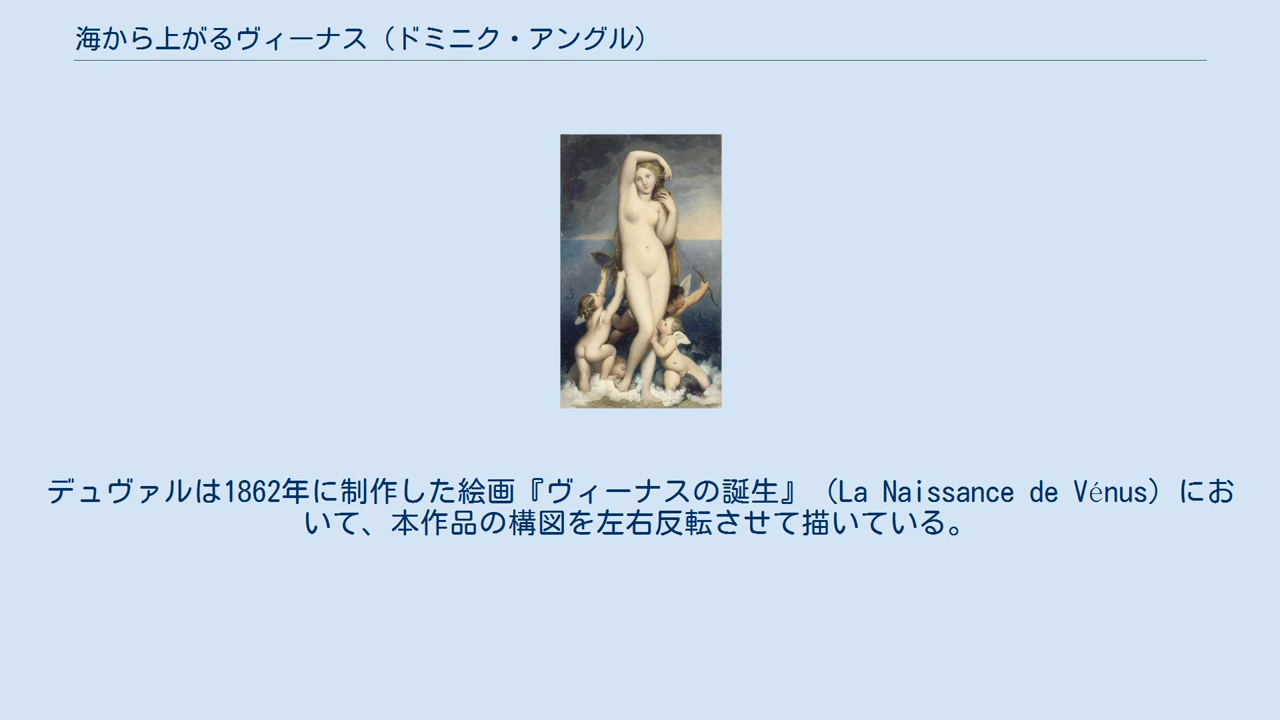 海から上がるヴィーナス（ドミニク・アングル）
デュヴァルは1862年に制作した絵画『ヴィーナスの誕生』（La Naissance de Vénus）にお
いて、本作品の構図を左右反転させて描いている。